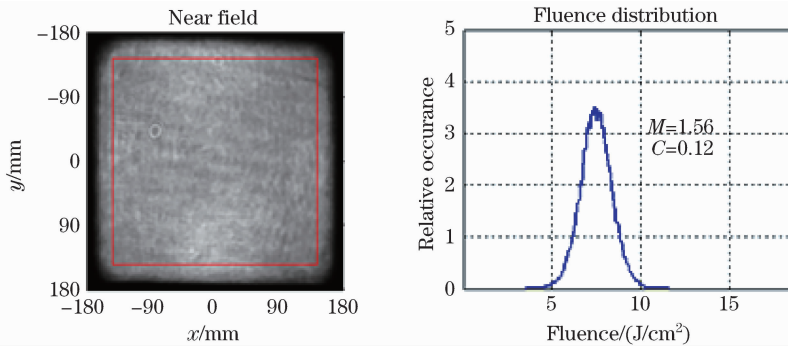 Near field
−180
−90
0
90
180
y/mm
−180 −90 0 90 180
x/mm
Fluence distribution
5
4
3
2
1
0
Relative occurance
M=1.56
C=0.12
5 10 15
Fluence/(J/cm²)